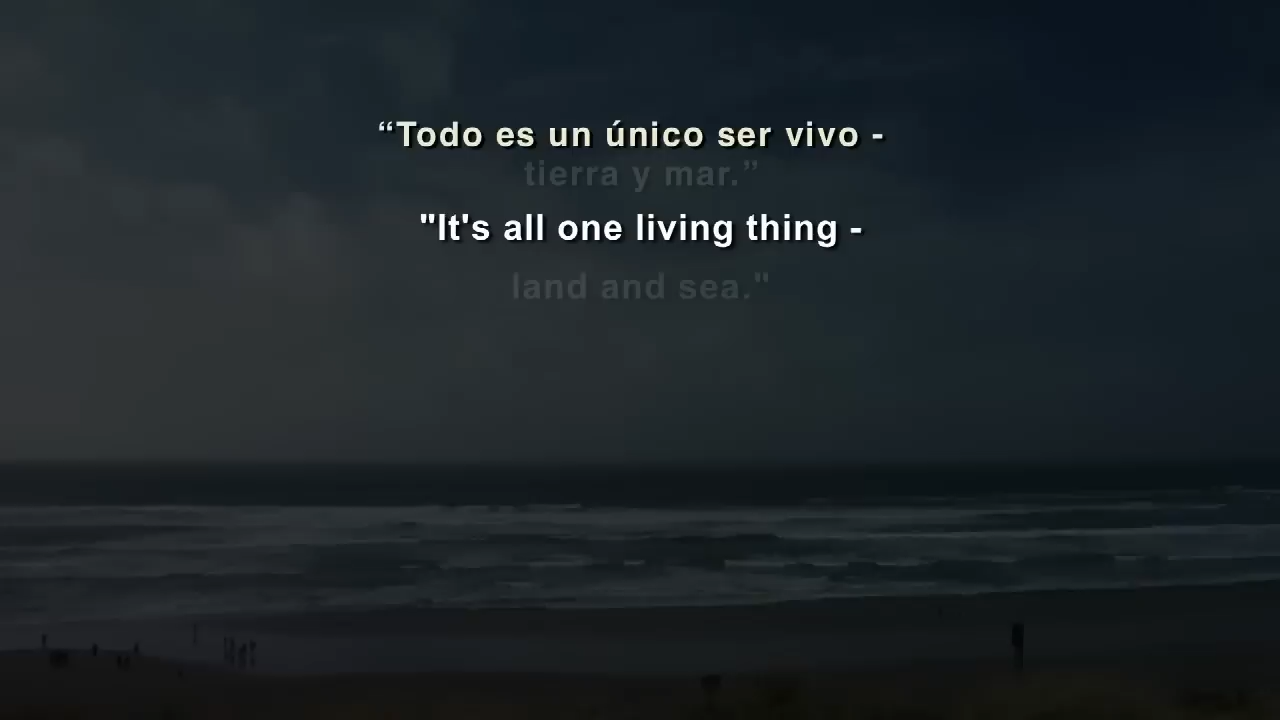 “Todo es un único ser vivo -
tierra y mar.”
"It's all one living thing -
land and sea."